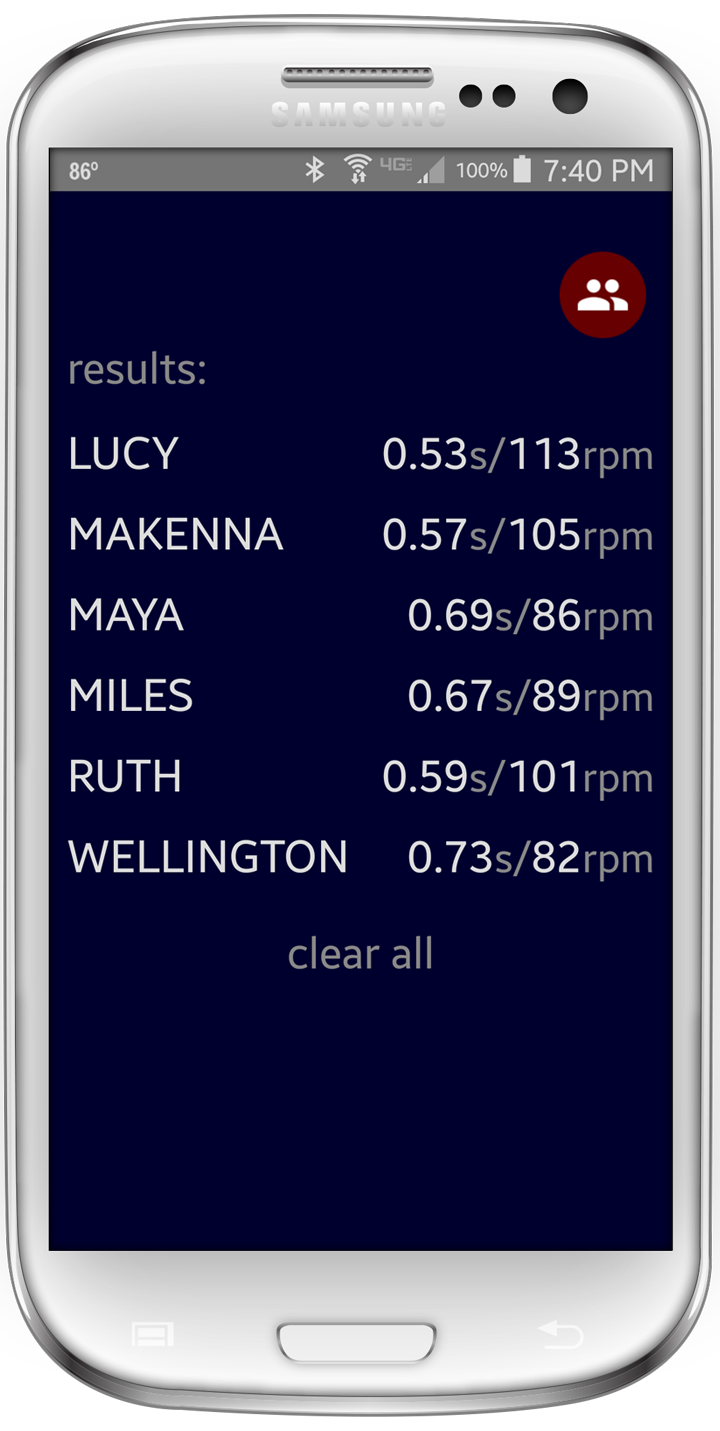 SAMSUNG
86° 4G 100% 7:40 PM
results:
LUCY 0.53s/113rpm
MAKENNA 0.57s/105rpm
MAYA 0.69s/86rpm
MILES 0.67s/89rpm
RUTH 0.59s/101rpm
WELLINGTON 0.73s/82rpm
clear all